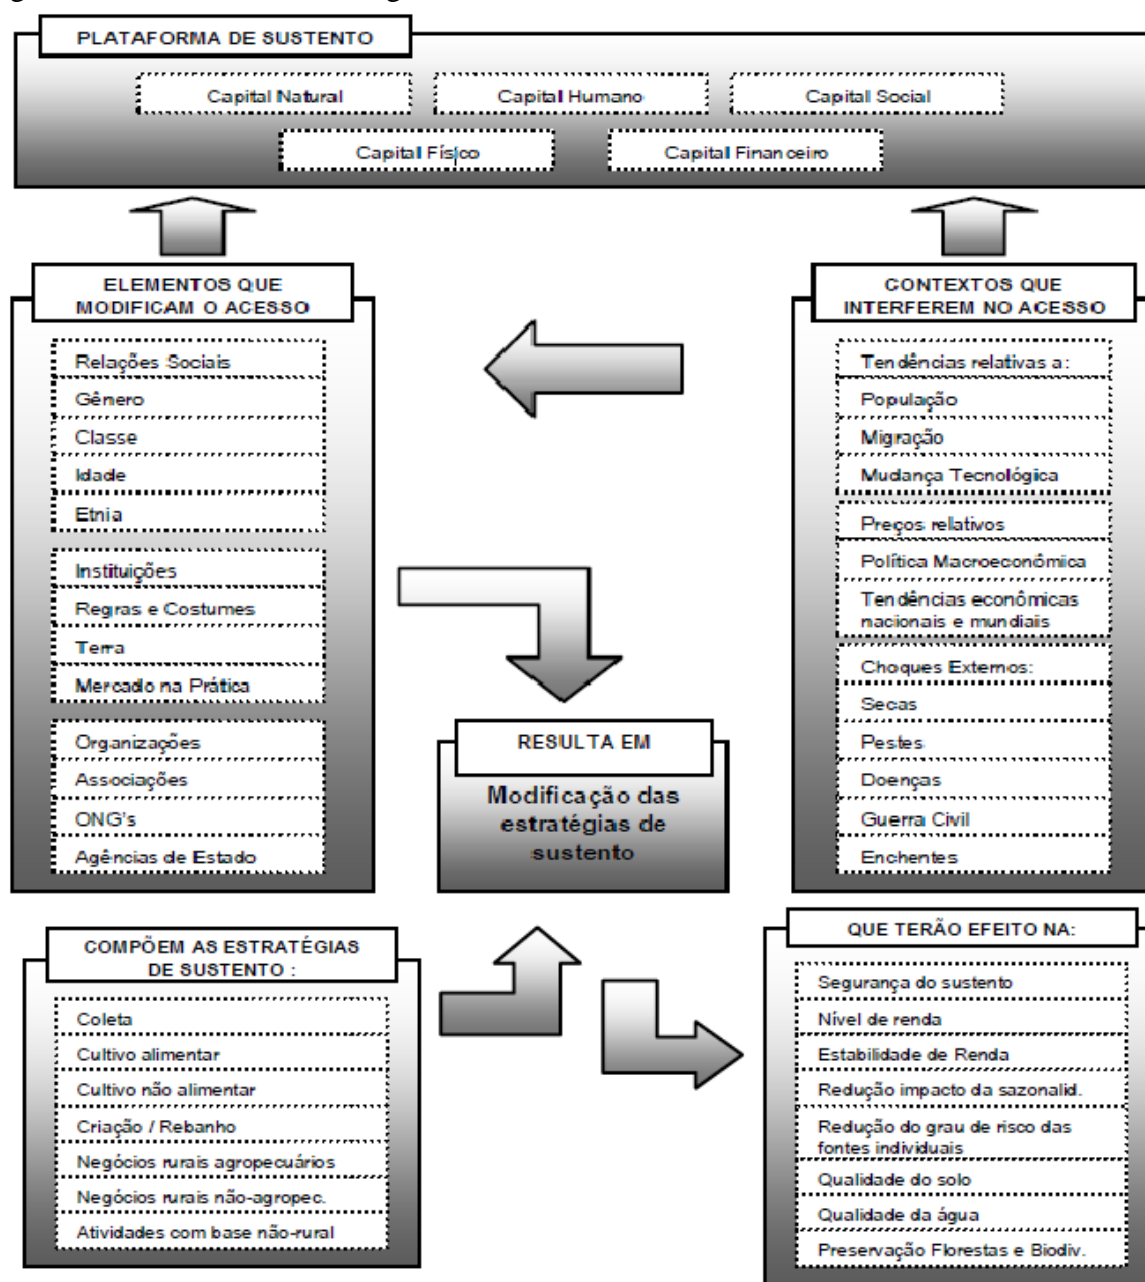 PLATAFORMA DE SUSTENTO
Capital Natural
Capital Humano
Capital Social
Capital Físico
Capital Financeiro
ELEMENTOS QUE
MODIFICAM O ACESSO
Relações Sociais
Gênero
Classe
Idade
Etnia
Instituições
Regras e Costumes
Terra
Mercado na Prática
Organizações
Associações
ONG's
Agências de Estado
CONTEXTOS QUE
INTERFEREM NO ACESSO
Tendências relativas a:
População
Migração
Mudança Tecnológica
Preços relativos
Política Macroeconômica
Tendências econômicas
nacionais e mundiais
Choques Externos:
Secas
Pestes
Doenças
Guerra Civil
Enchentes
RESULTA EM
Modificação das
estratégias de
sustento
COMPÕEM AS ESTRATÉGIAS
DE SUSTENTO :
Coleta
Cultivo alimentar
Cultivo não alimentar
Criação / Rebanho
Negócios rurais agropecuários
Negócios rurais não-agropec.
Atividades com base não-rural
QUE TERÃO EFEITO NA:
Segurança do sustento
Nível de renda
Estabilidade de Renda
Redução impacto da sazonalid.
Redução do grau de risco das
fontes individuais
Qualidade do solo
Qualidade da água
Preservação Florestas e Biodiv.